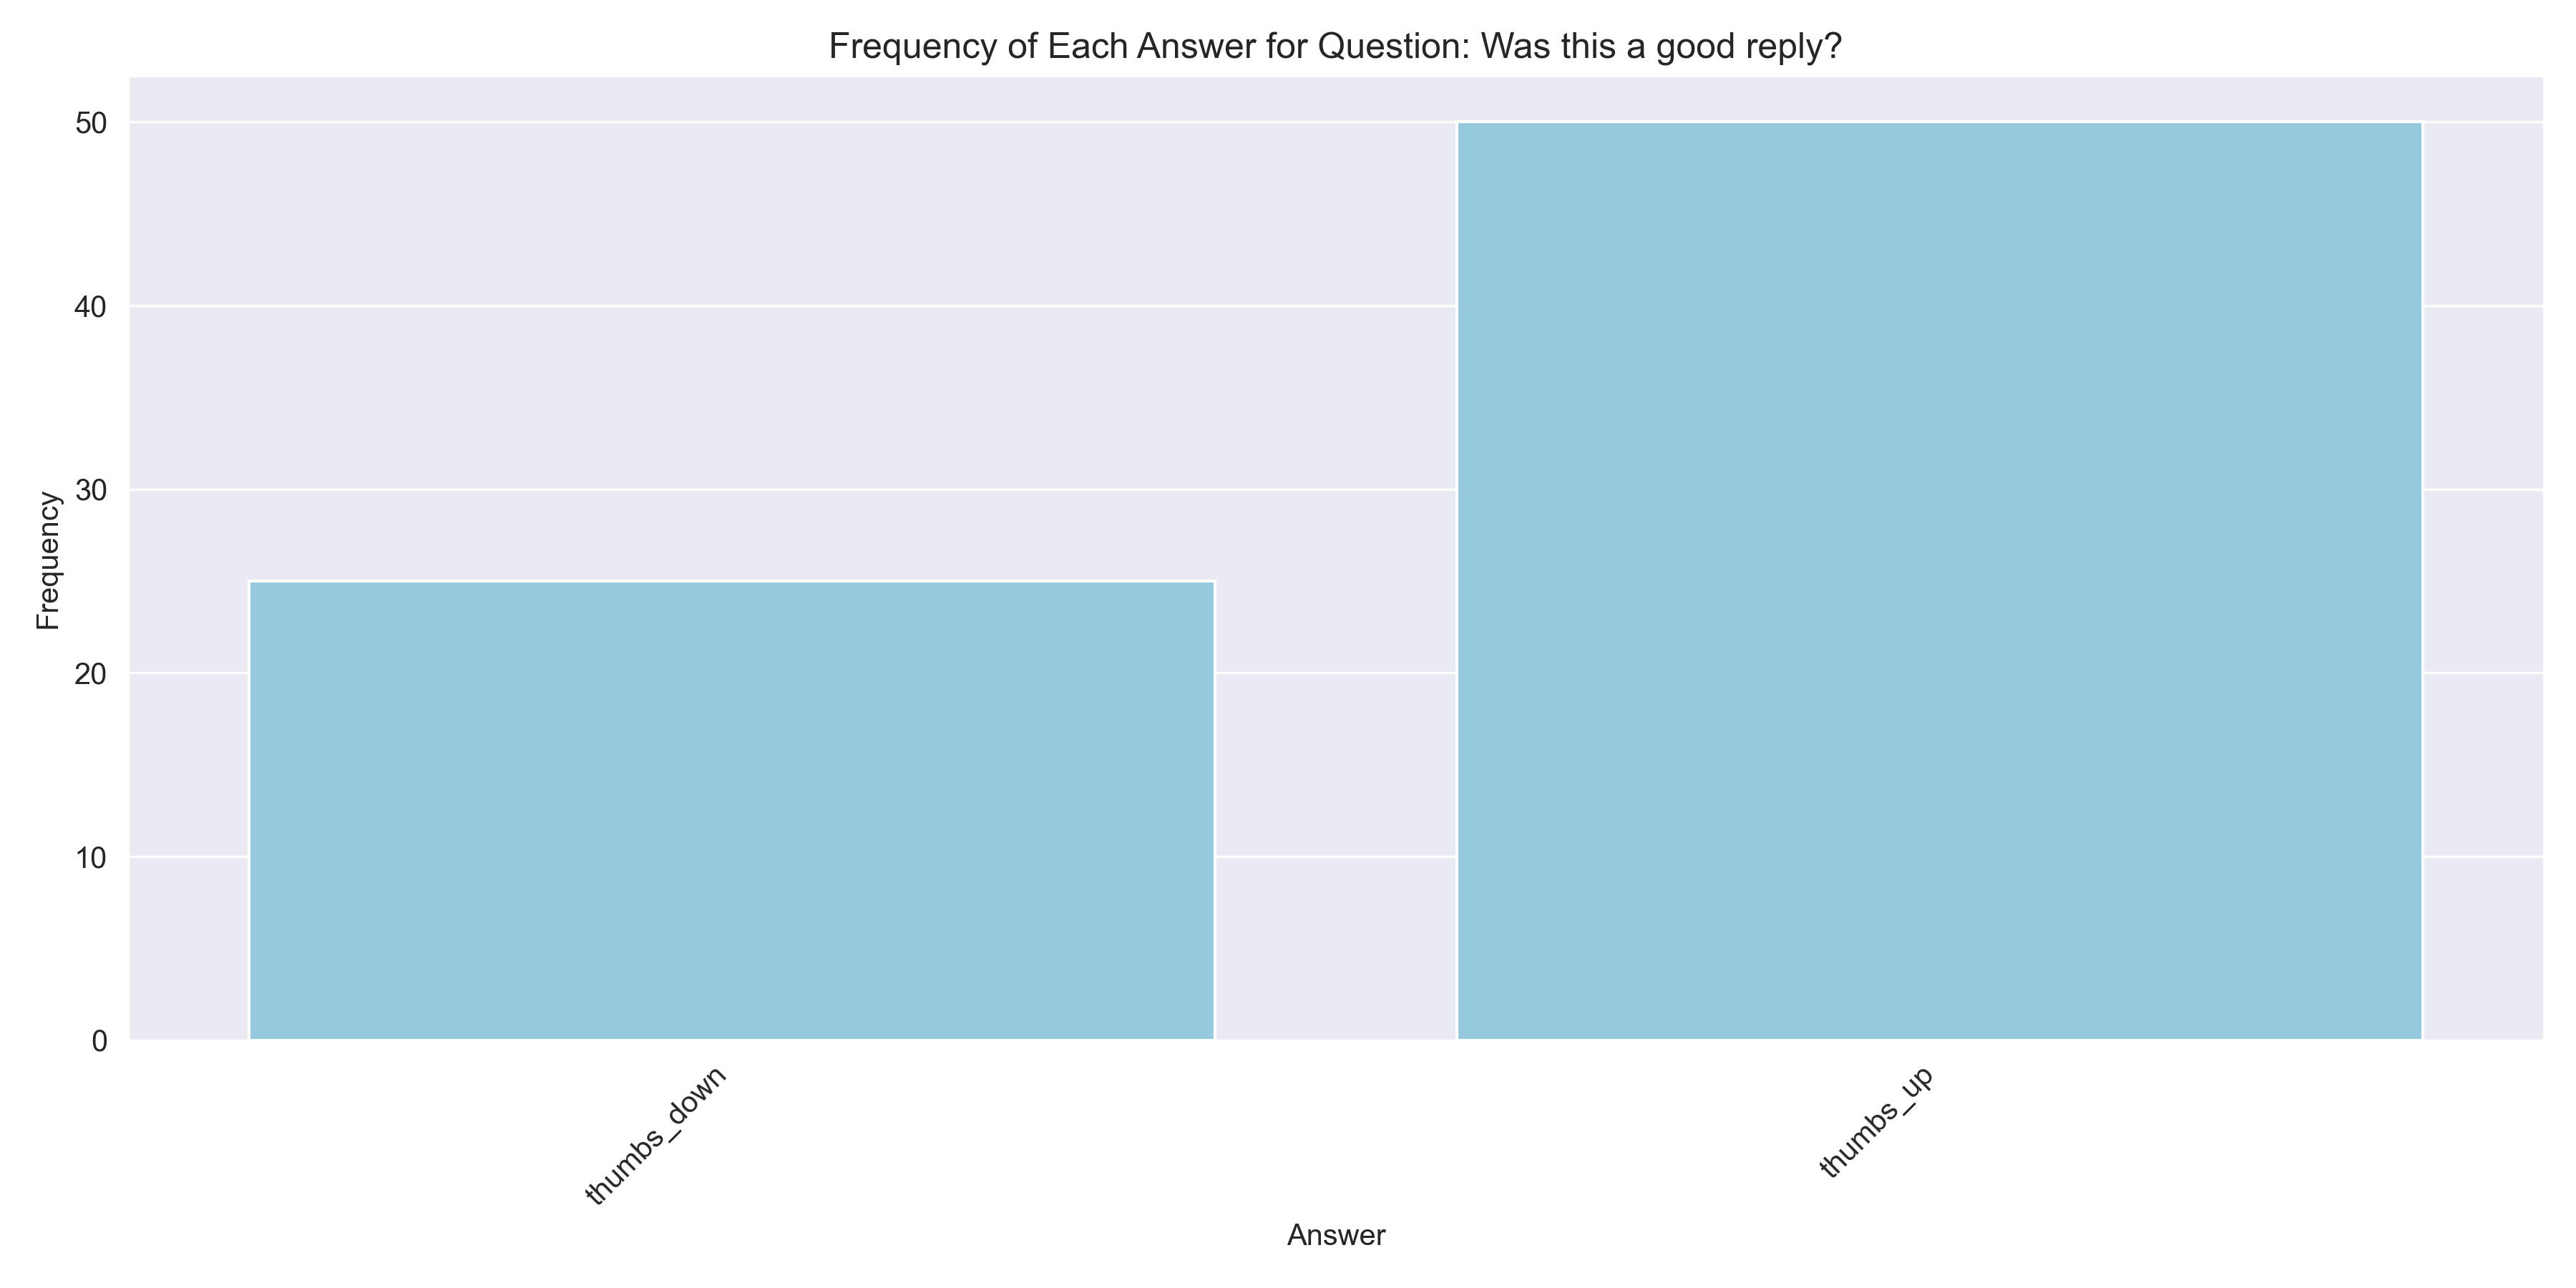 Frequency of Each Answer for Question: Was this a good reply?
50
40
30
20
10
0
Frequency
thumbs_down
thumbs_up
Answer